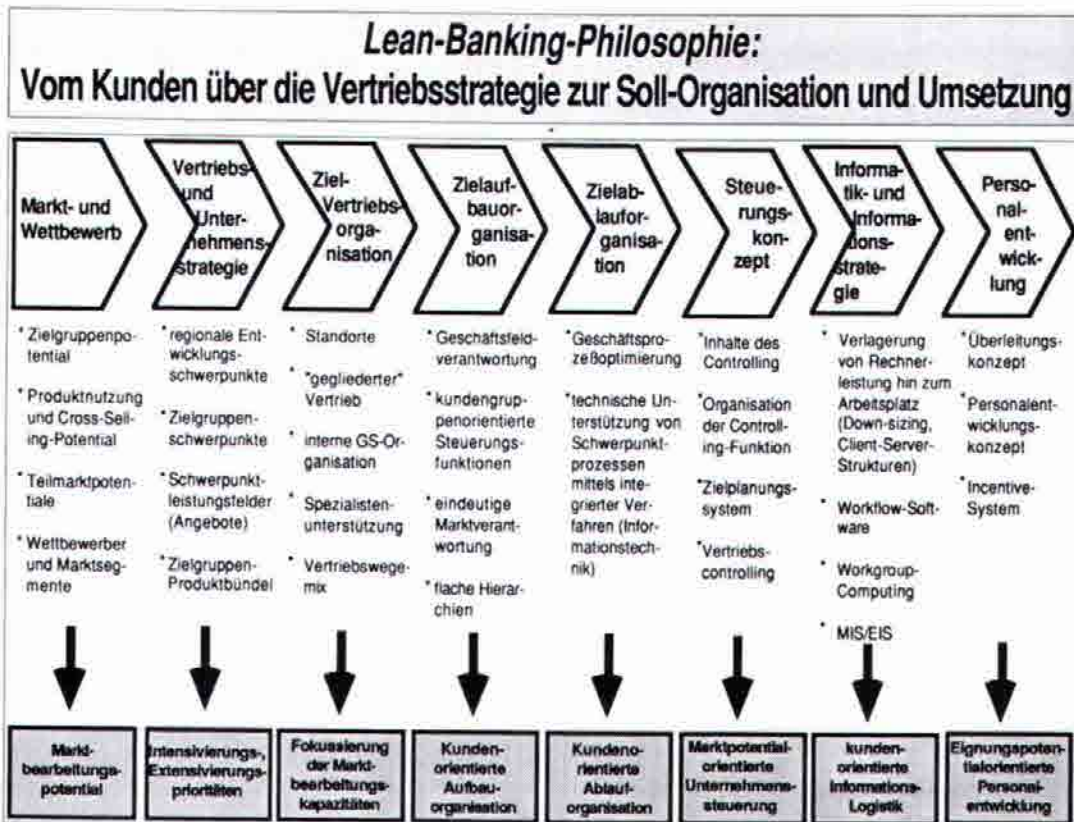 Lean-Banking-Philosophie:
Vom Kunden über die Vertriebsstrategie zur Soll-Organisation und Umsetzung
Markt- und
Wettbewerb
Vertriebs-
und
Unter-
nehmens-
strategie
Ziel-
Vertriebs-
orga-
nisation
Zielauf-
bauor-
ganisa-
tion
Zielab-
laufor-
ganisa-
tion
Steue-
rungs-
kon-
zept
Informa-
tik- und
Informa-
tions-
strate-
gie
Perso-
nal-
ent-
wick-
lung
* Zielgruppenpo-
tential
* Produktnutzung
und Cross-Sell-
ing-Potential
* Teilmarktpoten-
tiale
* Wettbewerber
und Marktseg-
mente
* regionale Ent-
wicklungs-
schwerpunkte
* Zielgruppen-
schwerpunkte
* Schwerpunkt-
leistungsfelder
(Angebote)
* Zielgruppen-
Produktbündel
* Standorte
* "gegliederter"
Vertrieb
* interne GS-Or-
ganisation
* Spezialisten-
unterstützung
* Vertriebswege-
mix
* Geschäftsfeld-
verantwortung
* kundengrup-
penorientierte
Steuerungs-
funktionen
* eindeutige
Marktverant-
wortung
* flache Hierar-
chien
* Geschäftspro-
zeßoptimierung
* technische Un-
terstützung von
Schwerpunkt-
prozessen
mittels inte-
grierter Ver-
fahren (Infor-
mationstech-
nik)
* Inhalte des
Controlling
* Organisation
der Controll-
ing-Funktion
* Zielplanungs-
system
* Vertriebs-
controlling
* Verlagerung
von Rechner-
leistung hin zum
Arbeitsplatz
(Down-sizing,
Client-Server-
Strukturen)
* Workflow-Soft-
ware
* Workgroup-
Computing
* MIS/EIS
* Überleitungs-
konzept
* Personalent-
wicklungs-
konzept
* Incentive-
System
Markt-
bearbeitungs-
potential
Intensivierungs-,
Extensivierungs-
prioritäten
Fokussierung
der Markt-
bearbeitungs-
kapazitäten
Kunden-
orientierte
Aufbau-
organisation
Kundeno-
rientierte
Ablauf-
organisation
Marktpotential-
orientierte
Unternehmens-
steuerung
kunden-
orientierte
Informations-
Logistik
Eignungspoten-
tialorientierte
Personal-
entwicklung